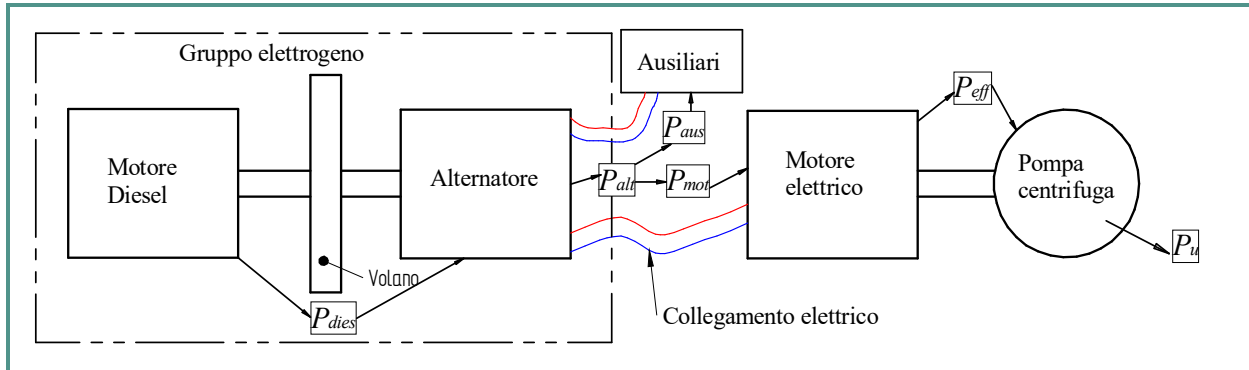 Gruppo elettrogeno
Ausiliari
Motore
Diesel
Alternatore
Motore
elettrico
Pompa
centrifuga
Volano
Collegamento elettrico
Pdies
Palt
Paus
Pmot
Peff
Pu